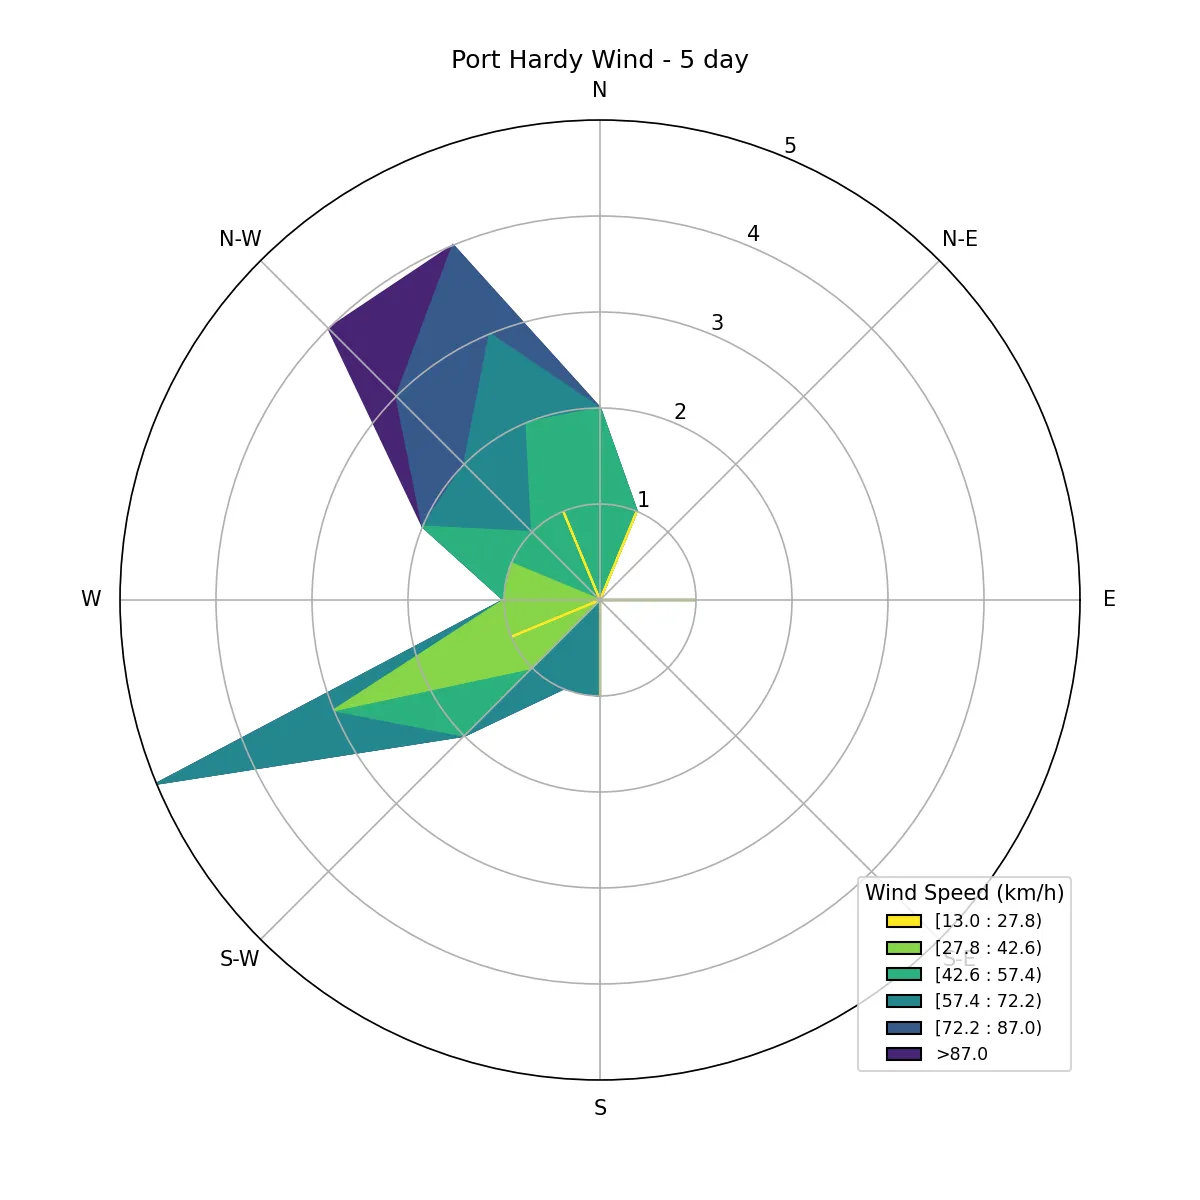 Port Hardy Wind - 5 day
N
5
N-W
N-E
4
3
2
1
W
E
S-W
S-E
Wind Speed (km/h)
[13.0 : 27.8)
[27.8 : 42.6)
[42.6 : 57.4)
[57.4 : 72.2)
[72.2 : 87.0)
>87.0
S